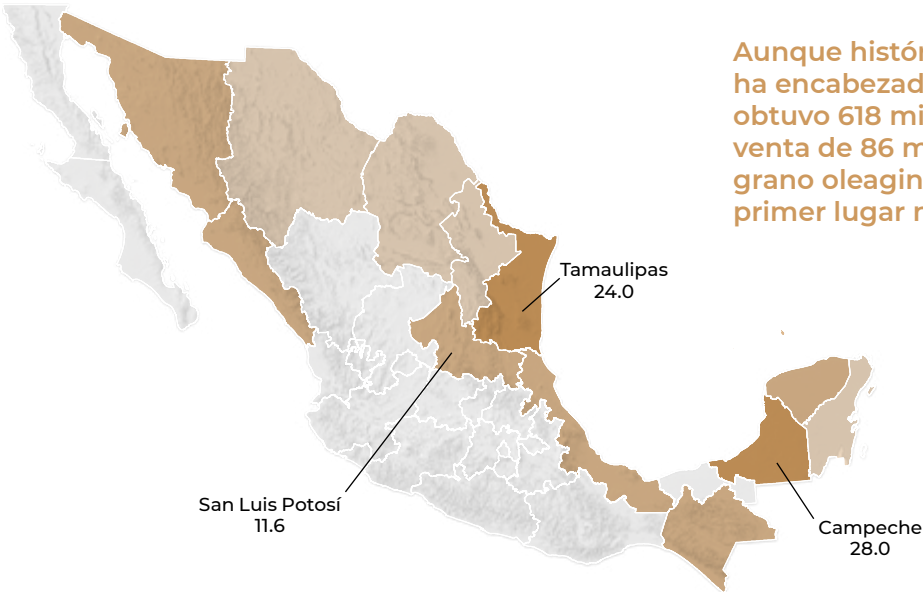 Aunque histór
ha encabezad
obtuvo 618 mi
venta de 86 m
grano oleagin
primer lugar
Tamaulipas
24.0
San Luis Potosí
11.6
Campeche
28.0